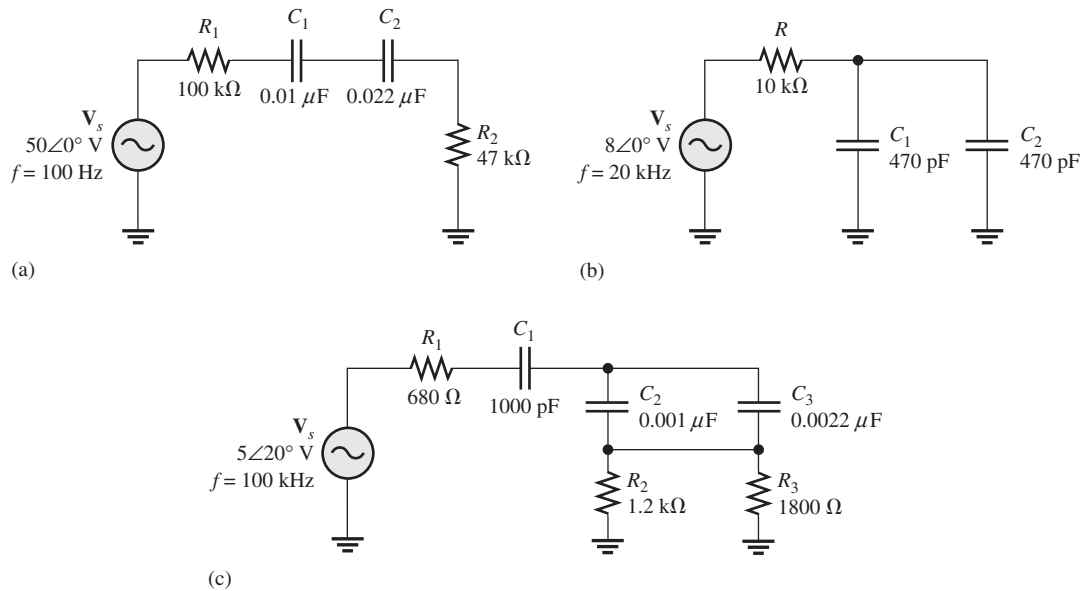 R₁
100 kΩ
C₁
0.01 μF
C₂
0.022 μF
Vₛ
50∠0° V
f = 100 Hz
R₂
47 kΩ
(a)
R
10 kΩ
Vₛ
8∠0° V
f = 20 kHz
C₁
470 pF
C₂
470 pF
(b)
R₁
680 Ω
C₁
1000 pF
Vₛ
5∠20° V
f = 100 kHz
C₂
0.001 μF
C₃
0.0022 μF
R₂
1.2 kΩ
R₃
1800 Ω
(c)